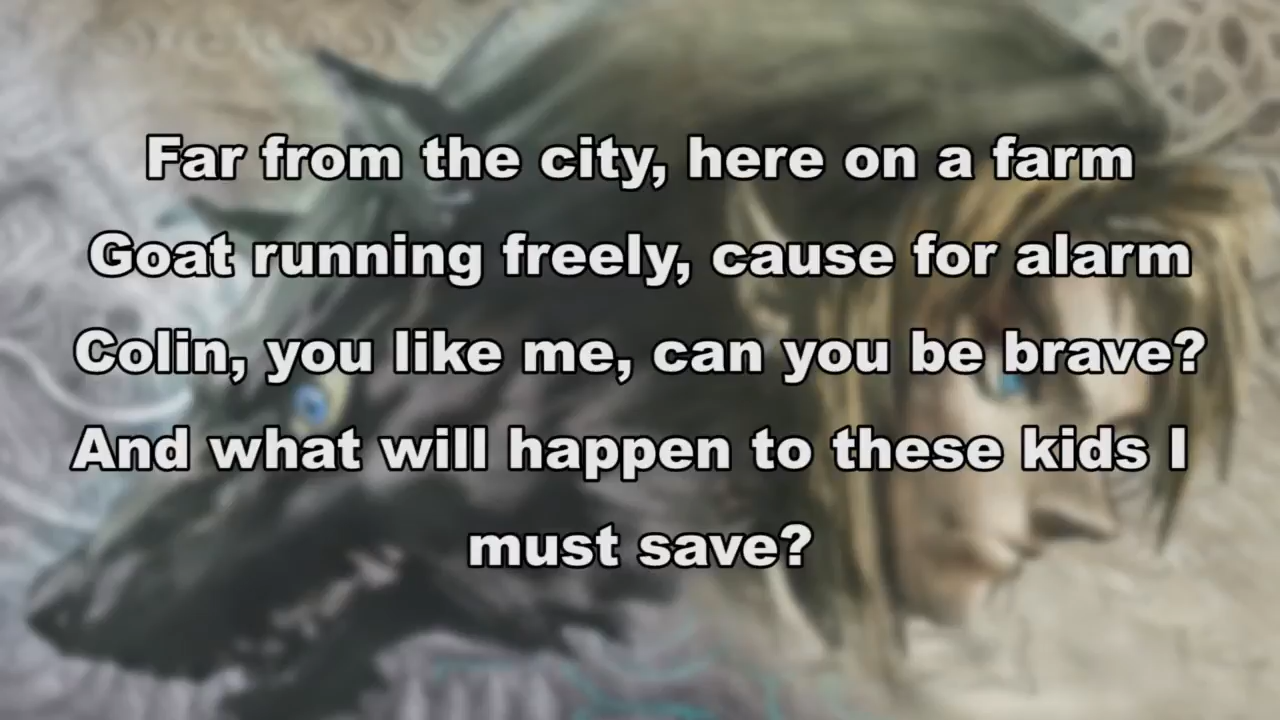 Far from the city, here on a farm
Goat running freely, cause for alarm
Colin, you like me, can you be brave?
And what will happen to these kids I
must save?